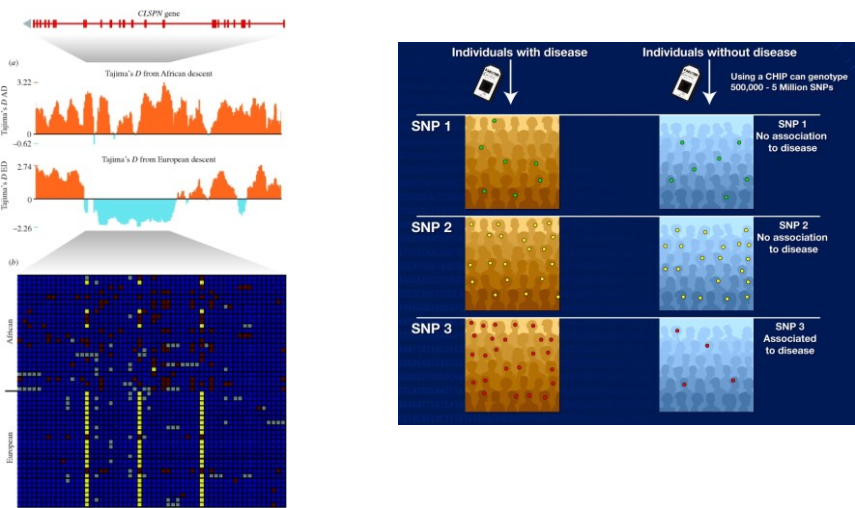 CLSPN gene
(a)
Tajima's D from African descent
Tajima's D AD
3.22
0
−0.62
Tajima's D from European descent
Tajima's D ED
2.74
0
−2.26
(b)
African
European
Individuals with disease
Individuals without disease
Using a CHIP can genotype
500,000 - 5 Million SNPs
SNP 1
SNP 1
No association
to disease
SNP 2
SNP 2
No association
to disease
SNP 3
SNP 3
Associated
to disease